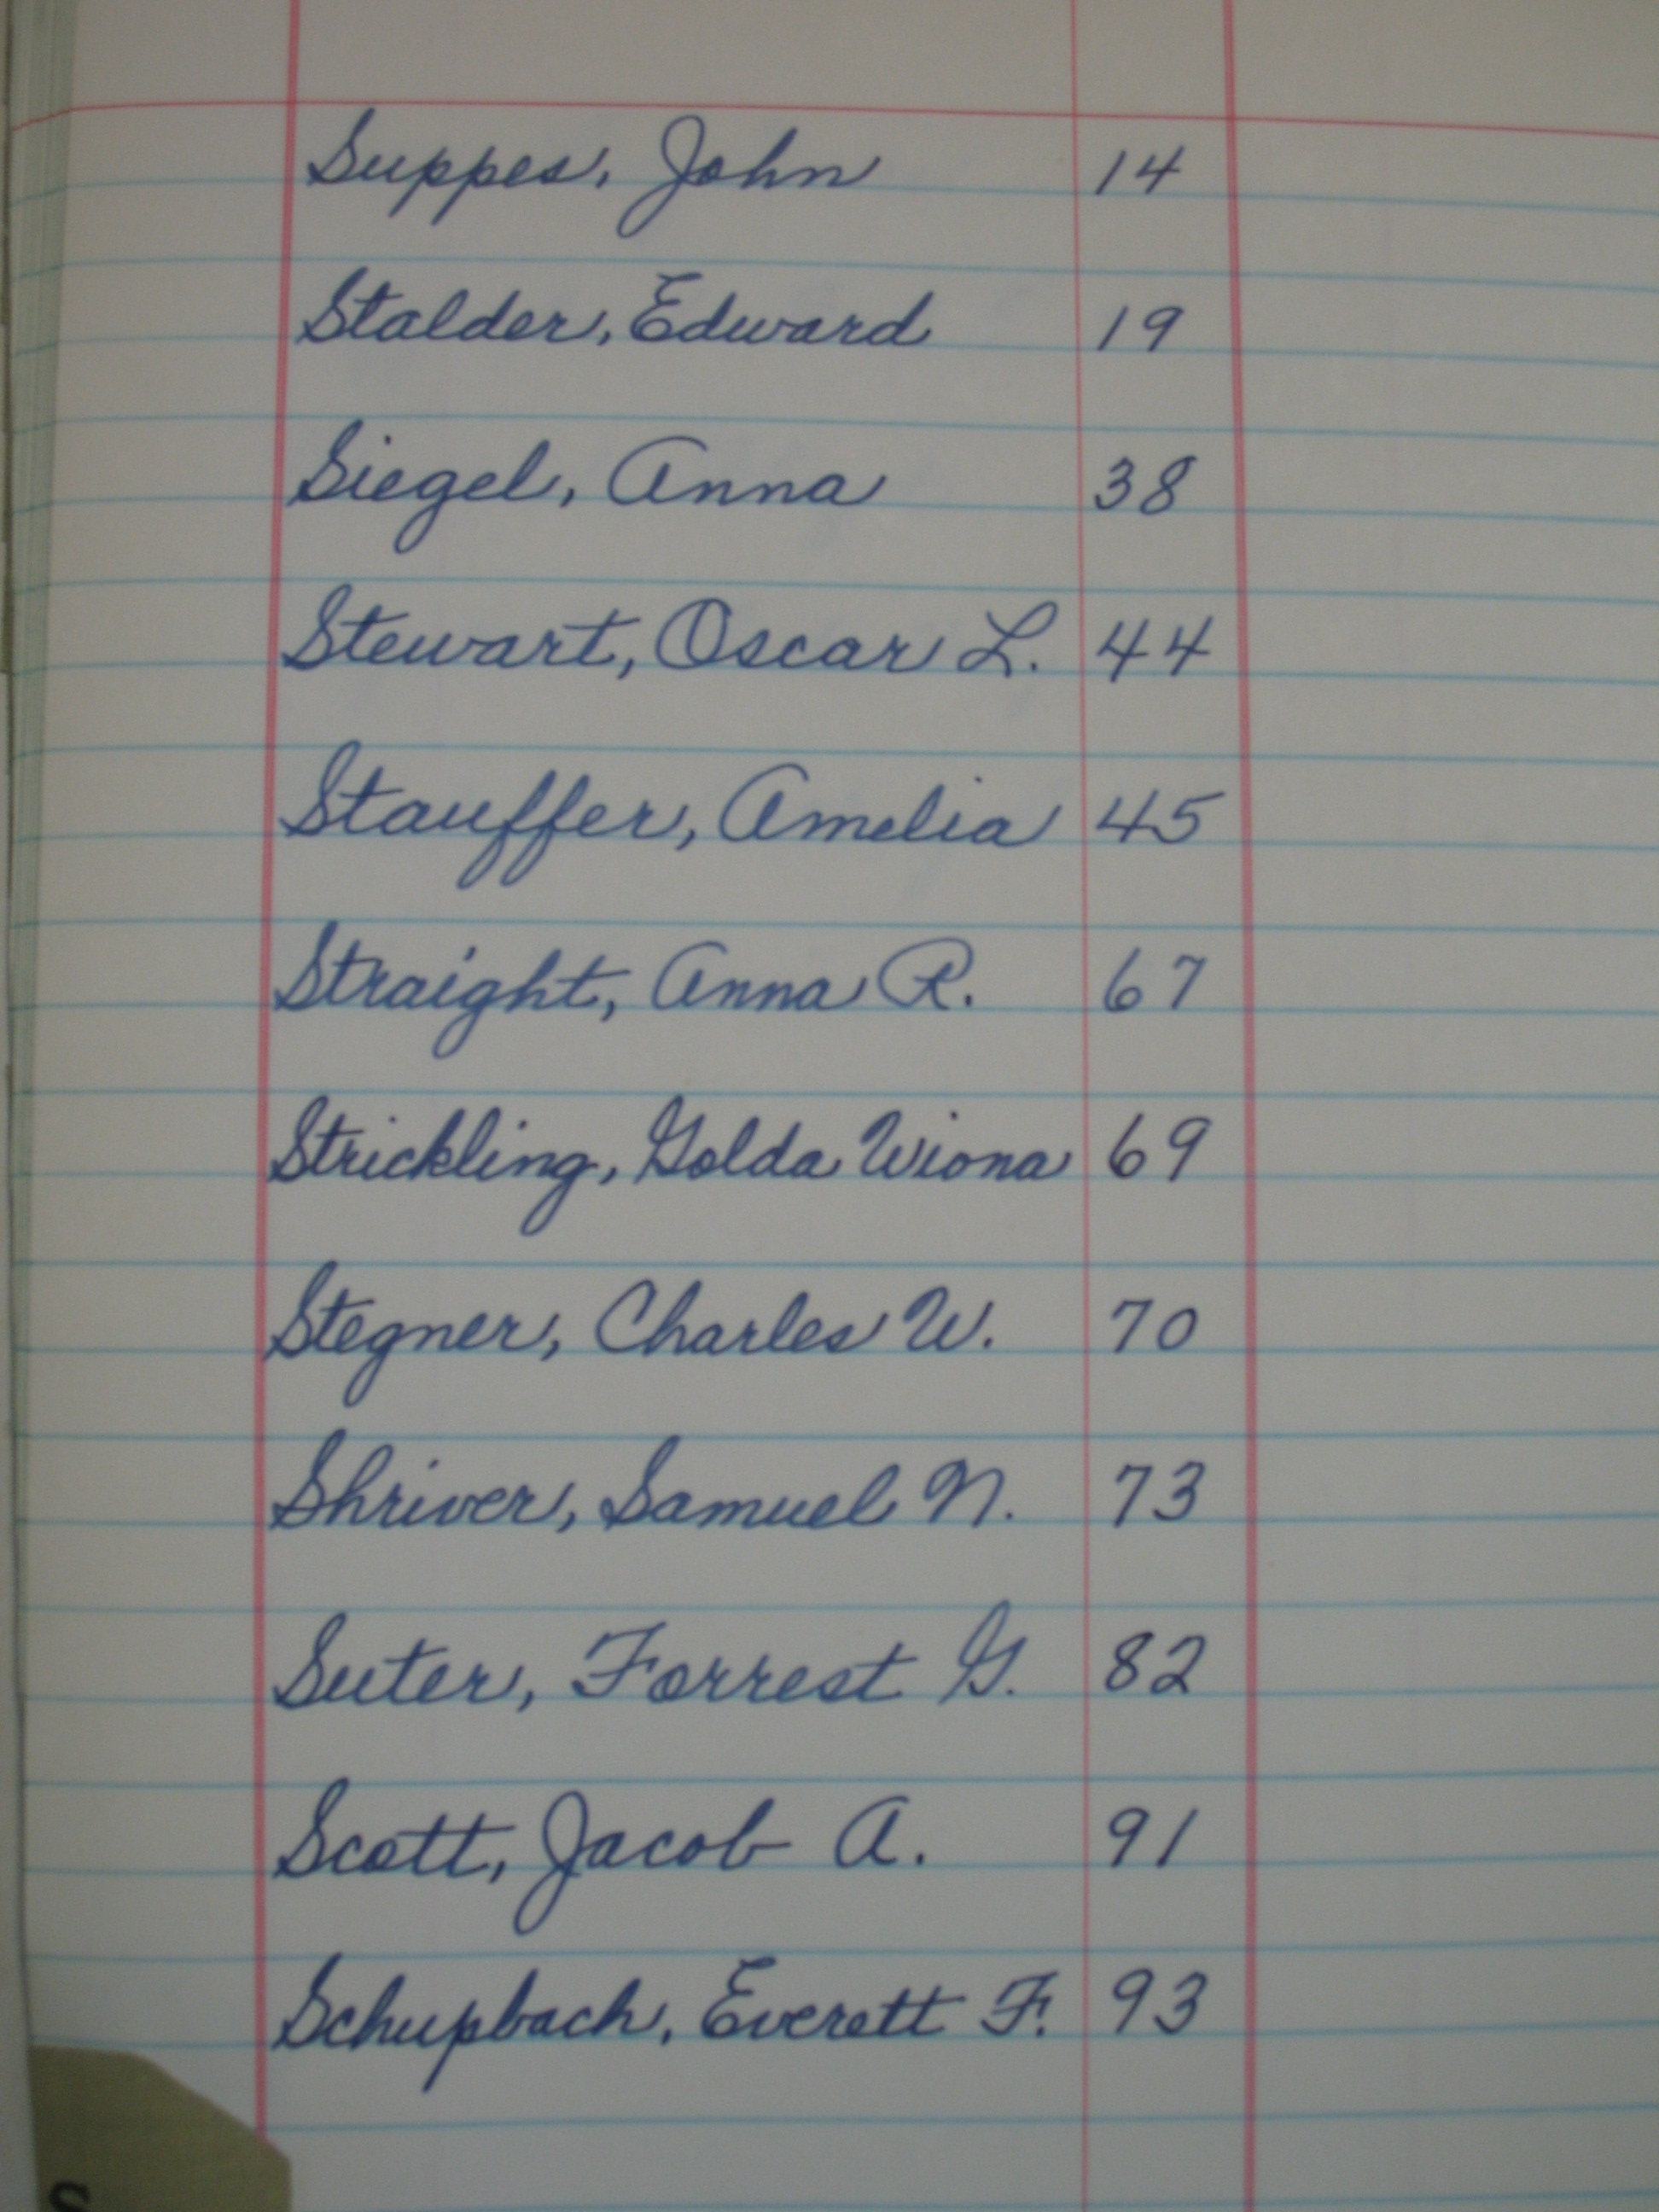 Suppes, John 14
Stalder, Edward 19
Siegel, Anna 38
Stewart, Oscar L. 44
Stauffer, Amelia 45
Straight, Anna R. 67
Strickling, Golda Wiona 69
Stegner, Charles W. 70
Shriver, Samuel N. 73
Suter, Forrest G. 82
Scott, Jacob A. 91
Schupbach, Everett F. 93
S